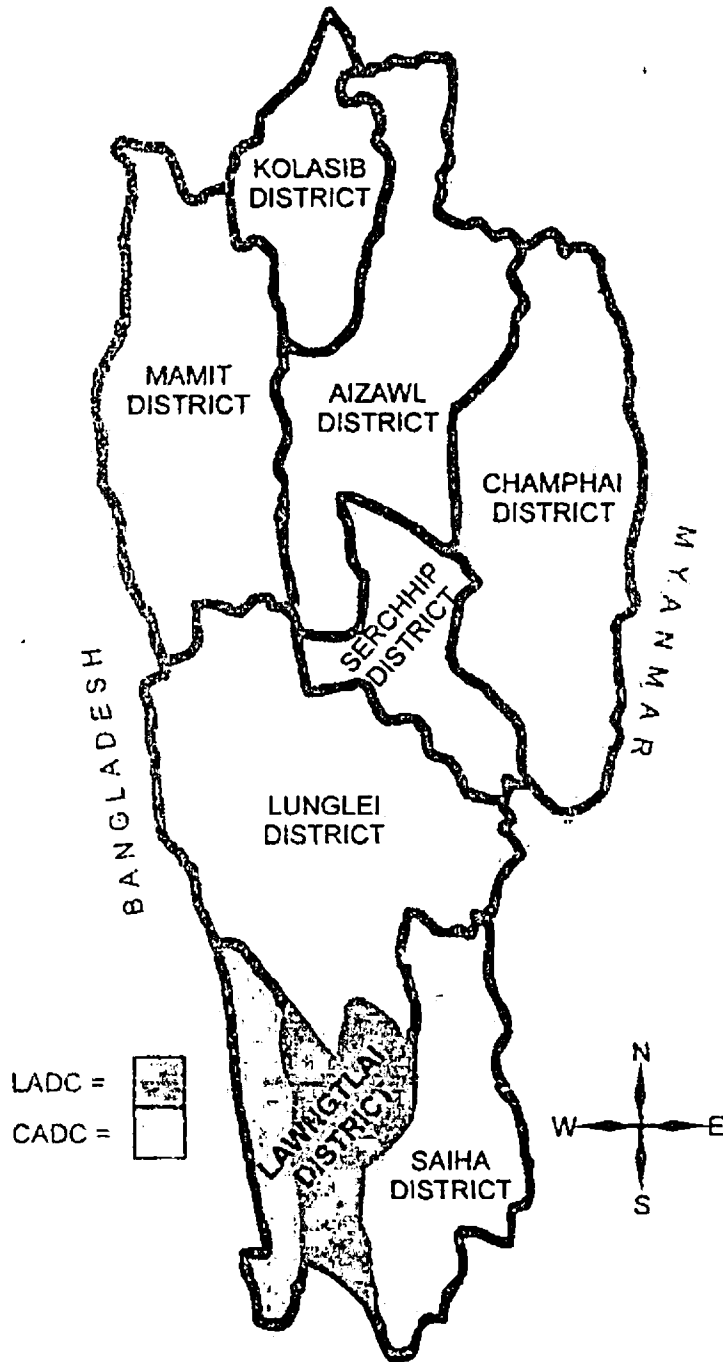 KOLASIB
DISTRICT
MAMIT
DISTRICT
AIZAWL
DISTRICT
CHAMPHAI
DISTRICT
SERCHHIP
DISTRICT
MYANMAR
BANGLADESH
LUNGLEI
DISTRICT
LADC =
CADC =
LAWNGTLAI
DISTRICT
SAIHA
DISTRICT
N
W
E
S